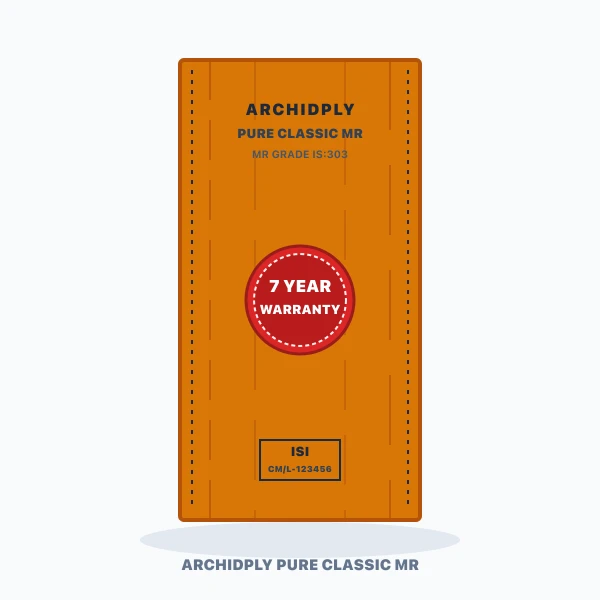 ARCHIDPLY
PURE CLASSIC MR
MR GRADE IS:303
7 YEAR
WARRANTY
ISI
CM/L-123456
ARCHIDPLY PURE CLASSIC MR